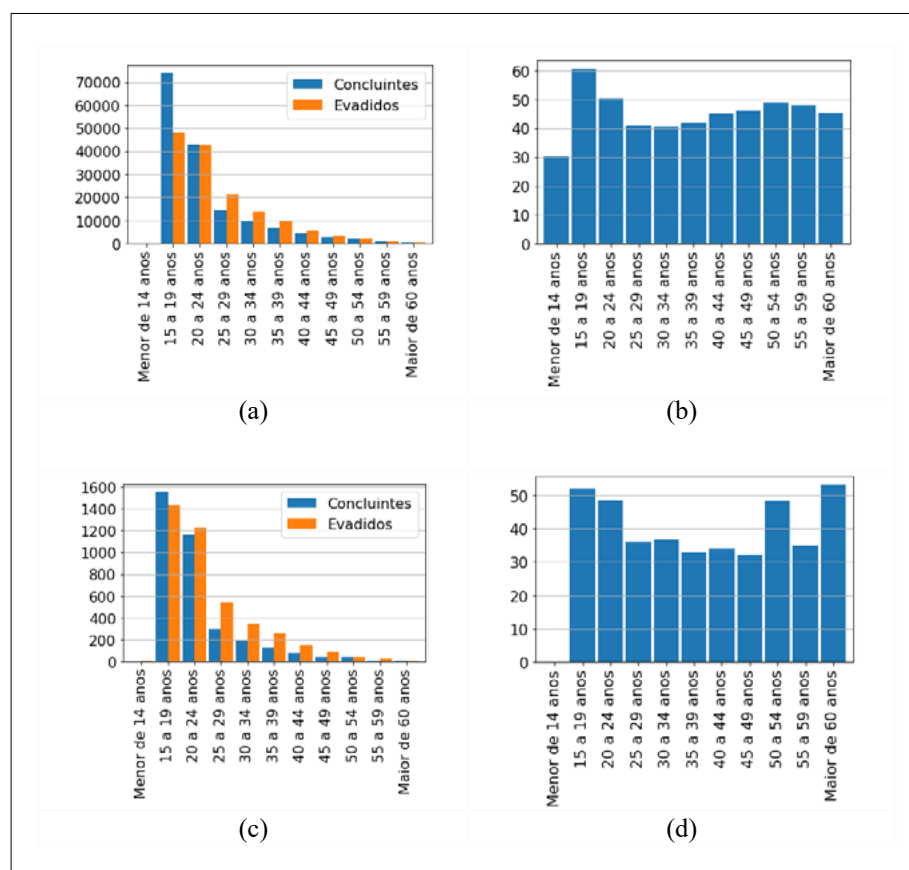 70000
60000
50000
40000
30000
20000
10000
0
Concluintes
Evadidos
Menor de 14 anos
15 a 19 anos
20 a 24 anos
25 a 29 anos
30 a 34 anos
35 a 39 anos
40 a 44 anos
45 a 49 anos
50 a 54 anos
55 a 59 anos
Maior de 60 anos
(a)
60
50
40
30
20
10
0
Menor de 14 anos
15 a 19 anos
20 a 24 anos
25 a 29 anos
30 a 34 anos
35 a 39 anos
40 a 44 anos
45 a 49 anos
50 a 54 anos
55 a 59 anos
Maior de 60 anos
(b)
1600
1400
1200
1000
800
600
400
200
0
Concluintes
Evadidos
Menor de 14 anos
15 a 19 anos
20 a 24 anos
25 a 29 anos
30 a 34 anos
35 a 39 anos
40 a 44 anos
45 a 49 anos
50 a 54 anos
55 a 59 anos
Maior de 60 anos
(c)
50
40
30
20
10
0
Menor de 14 anos
15 a 19 anos
20 a 24 anos
25 a 29 anos
30 a 34 anos
35 a 39 anos
40 a 44 anos
45 a 49 anos
50 a 54 anos
55 a 59 anos
Maior de 60 anos
(d)